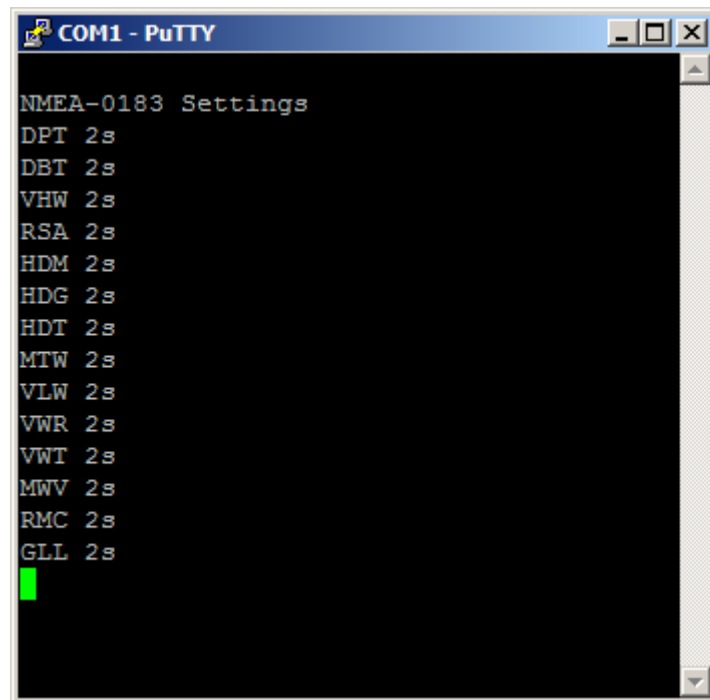 COM1 - PuTTY
NMEA-0183 Settings
DPT 2s
DBT 2s
VHW 2s
RSA 2s
HDM 2s
HDG 2s
HDT 2s
MTW 2s
VLW 2s
VWR 2s
VWT 2s
MWV 2s
RMC 2s
GLL 2s